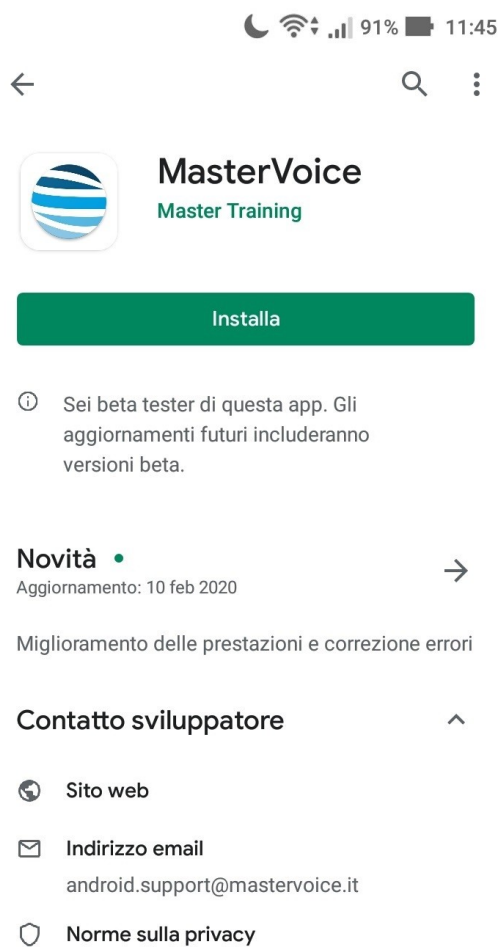 91% 11:45
MasterVoice
Master Training
Installa
Sei beta tester di questa app. Gli
aggiornamenti futuri includeranno
versioni beta.
Novità
Aggiornamento: 10 feb 2020
Miglioramento delle prestazioni e correzione errori
Contatto sviluppatore
Sito web
Indirizzo email
android.support@mastervoice.it
Norme sulla privacy